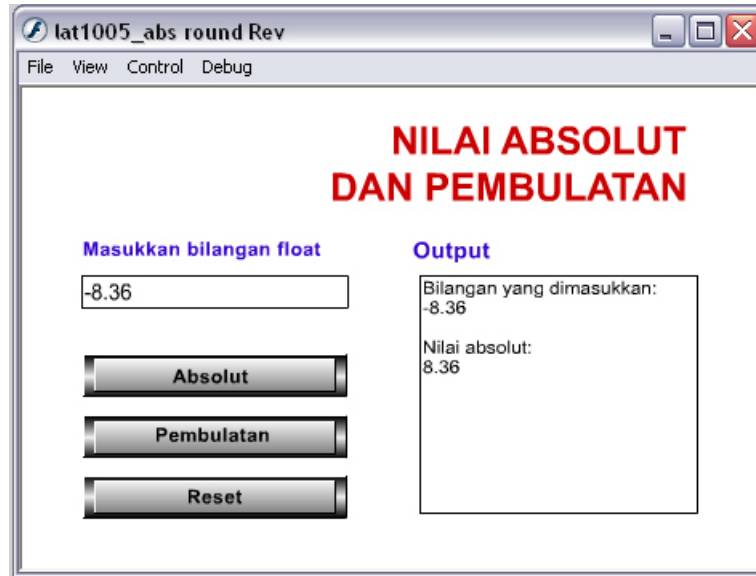 lat1005_abs round Rev
File View Control Debug
NILAI ABSOLUT
DAN PEMBULATAN
Masukkan bilangan float
-8.36
Absolut
Pembulatan
Reset
Output
Bilangan yang dimasukkan:
-8.36
Nilai absolut:
8.36